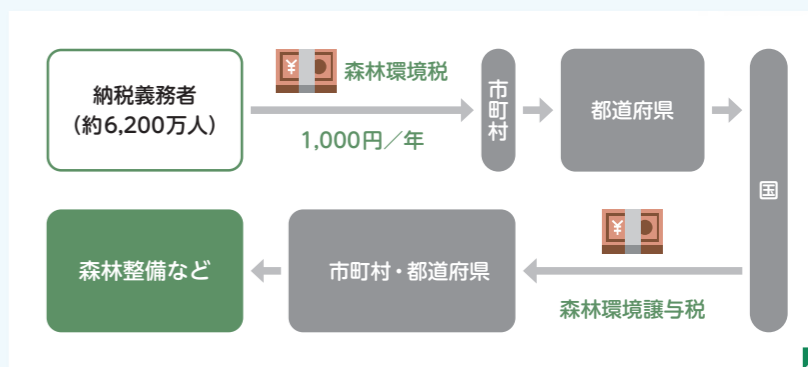 納税義務者
（約6,200万人）
¥
森林環境税
1,000円／年
市町村
都道府県
国
¥
森林環境譲与税
市町村・都道府県
森林整備など